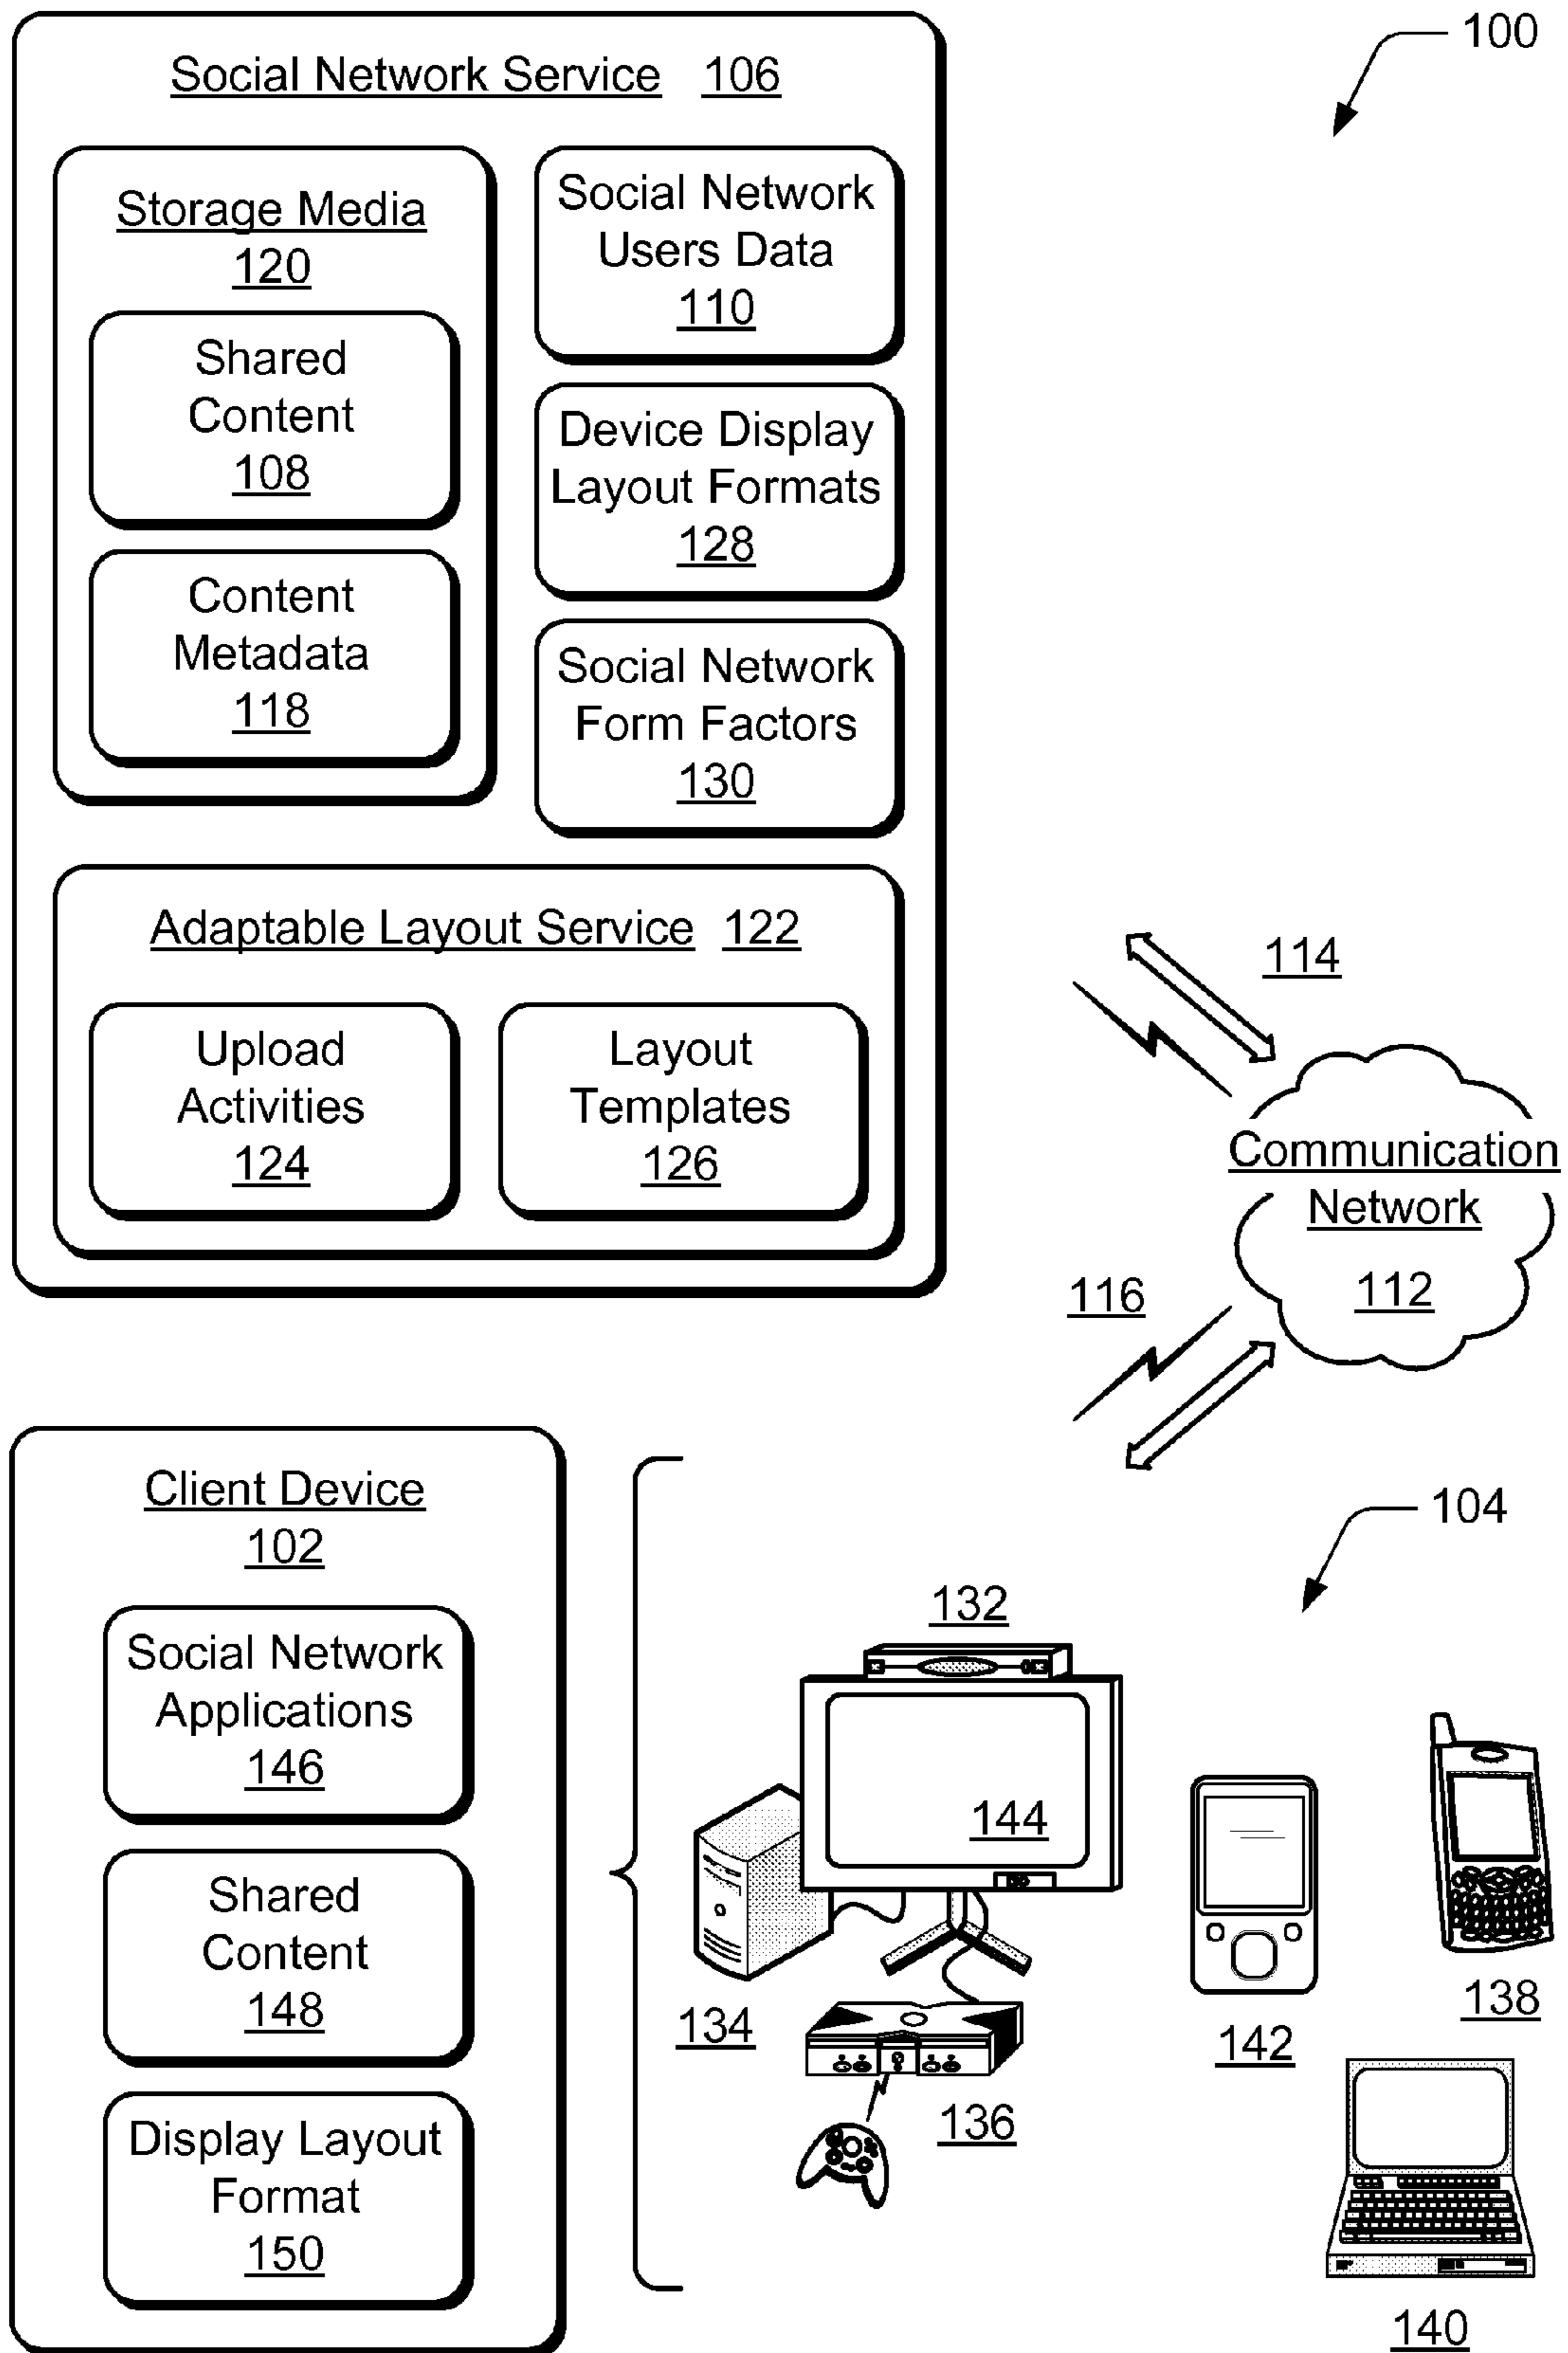 100
Social Network Service 106
Storage Media
120
Shared
Content
108
Content
Metadata
118
Social Network
Users Data
110
Device Display
Layout Formats
128
Social Network
Form Factors
130
Adaptable Layout Service 122
Upload
Activities
124
Layout
Templates
126
114
Communication
Network
112
116
Client Device
102
Social Network
Applications
146
Shared
Content
148
Display Layout
Format
150
104
132
144
134
136
142
138
140